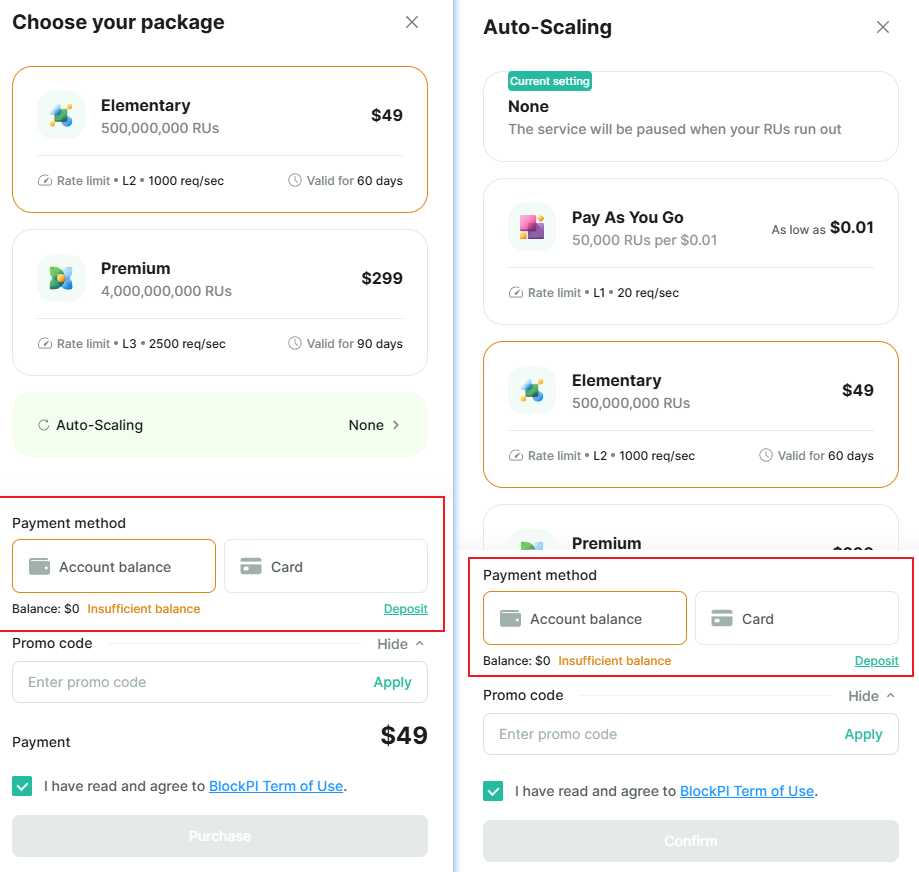 Choose your package
Elementary
500,000,000 RUs
$49
Rate limit • L2 • 1000 req/sec
Valid for 60 days
Premium
4,000,000,000 RUs
$299
Rate limit • L3 • 2500 req/sec
Valid for 90 days
Auto-Scaling
None
Payment method
Account balance
Card
Balance: $0 Insufficient balance
Deposit
Promo code
Hide
Enter promo code
Apply
Payment
$49
I have read and agree to BlockPI Term of Use.
Purchase
Auto-Scaling
Current setting
None
The service will be paused when your RUs run out
Pay As You Go
50,000 RUs per $0.01
As low as $0.01
Rate limit • L1 • 20 req/sec
Elementary
500,000,000 RUs
$49
Rate limit • L2 • 1000 req/sec
Valid for 60 days
Premium
Payment method
Account balance
Card
Balance: $0 Insufficient balance
Deposit
Promo code
Hide
Enter promo code
Apply
I have read and agree to BlockPI Term of Use.
Confirm